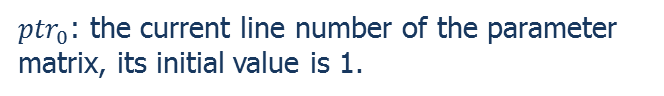 ptr₀: the current line number of the parameter
matrix, its initial value is 1.